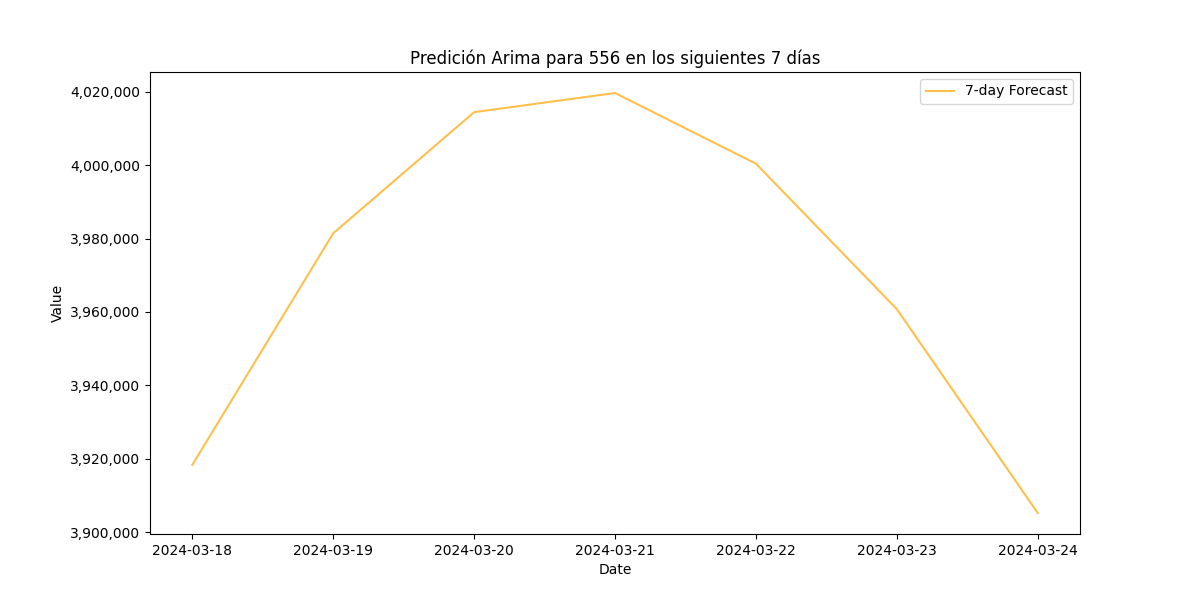 Predición Arima para 556 en los siguientes 7 días
7-day Forecast
4,020,000
4,000,000
3,980,000
3,960,000
3,940,000
3,920,000
3,900,000
Value
2024-03-18 2024-03-19 2024-03-20 2024-03-21 2024-03-22 2024-03-23 2024-03-24
Date